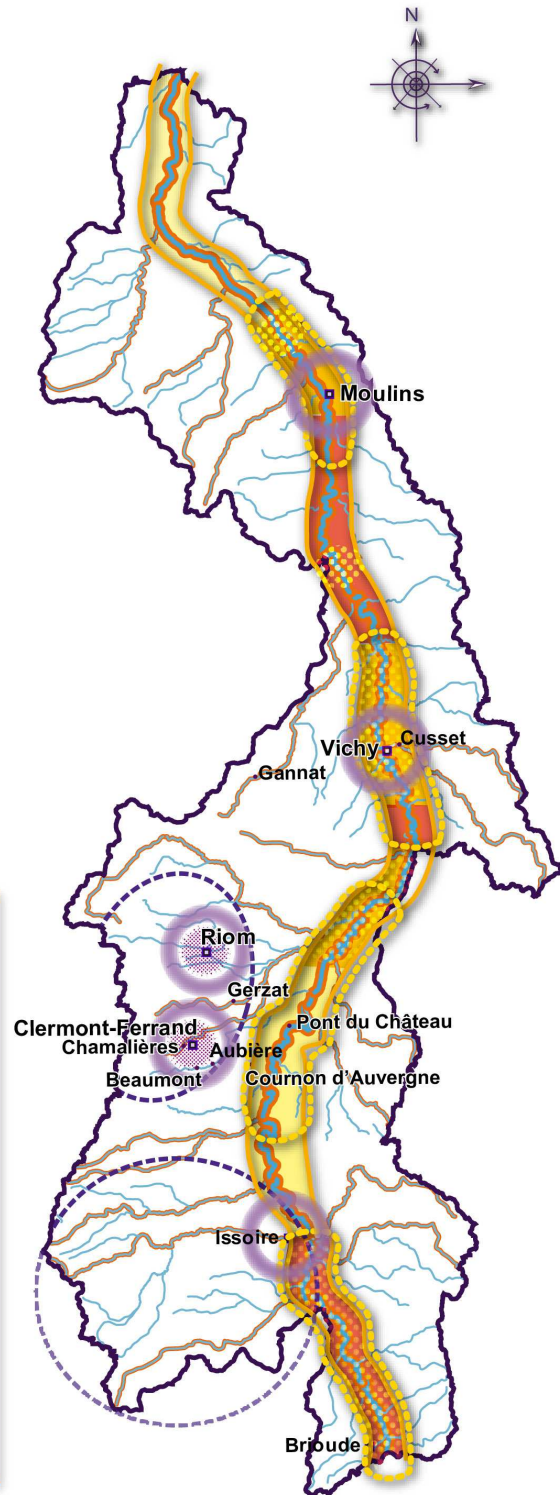 N
Moulins
Vichy
Cusset
Gannat
Riom
Gerzat
Clermont-Ferrand
Pont du Château
Chamalières
Aubière
Beaumont
Cournon d'Auvergne
Issoire
Brioude